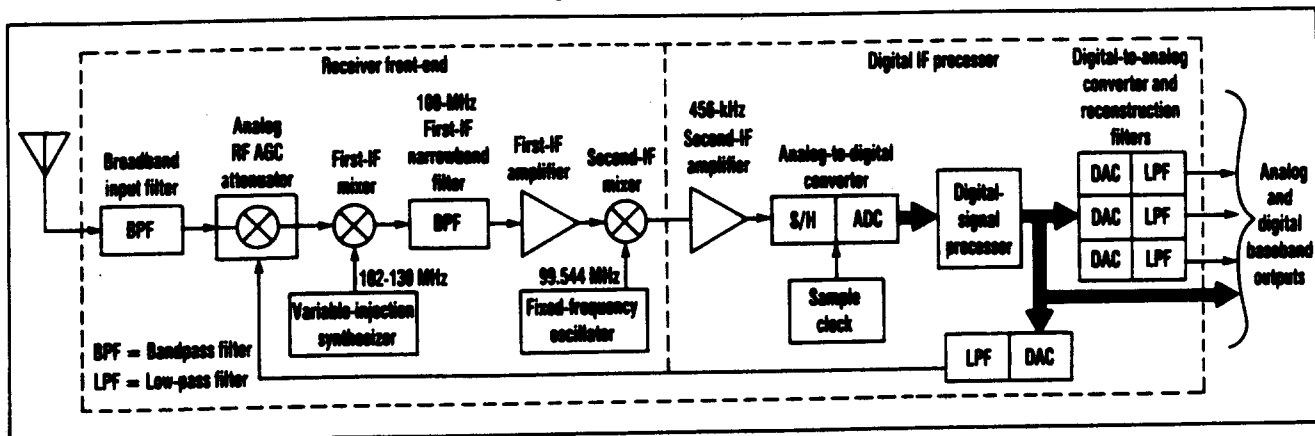 Receiver front-end
Digital IF processor
Digital-to-analog
converter and
reconstruction
filters
Broadband
input filter
BPF
Analog
RF AGC
attenuator
First-IF
mixer
100-MHz
First-IF
narrowband
filter
BPF
First-IF
amplifier
Second-IF
mixer
456-kHz
Second-IF
amplifier
Analog-to-digital
converter
S/H
ADC
Digital-
signal
processor
DAC
LPF
DAC
LPF
DAC
LPF
Analog
and
digital
baseband
outputs
102-130 MHz
Variable-injection
synthesizer
99.544 MHz
Fixed-frequency
oscillator
Sample
clock
LPF
DAC
BPF = Bandpass filter
LPF = Low-pass filter